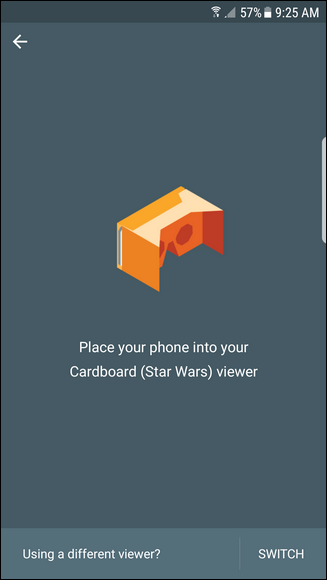 57% 9:25 AM
Place your phone into your
Cardboard (Star Wars) viewer
Using a different viewer? SWITCH